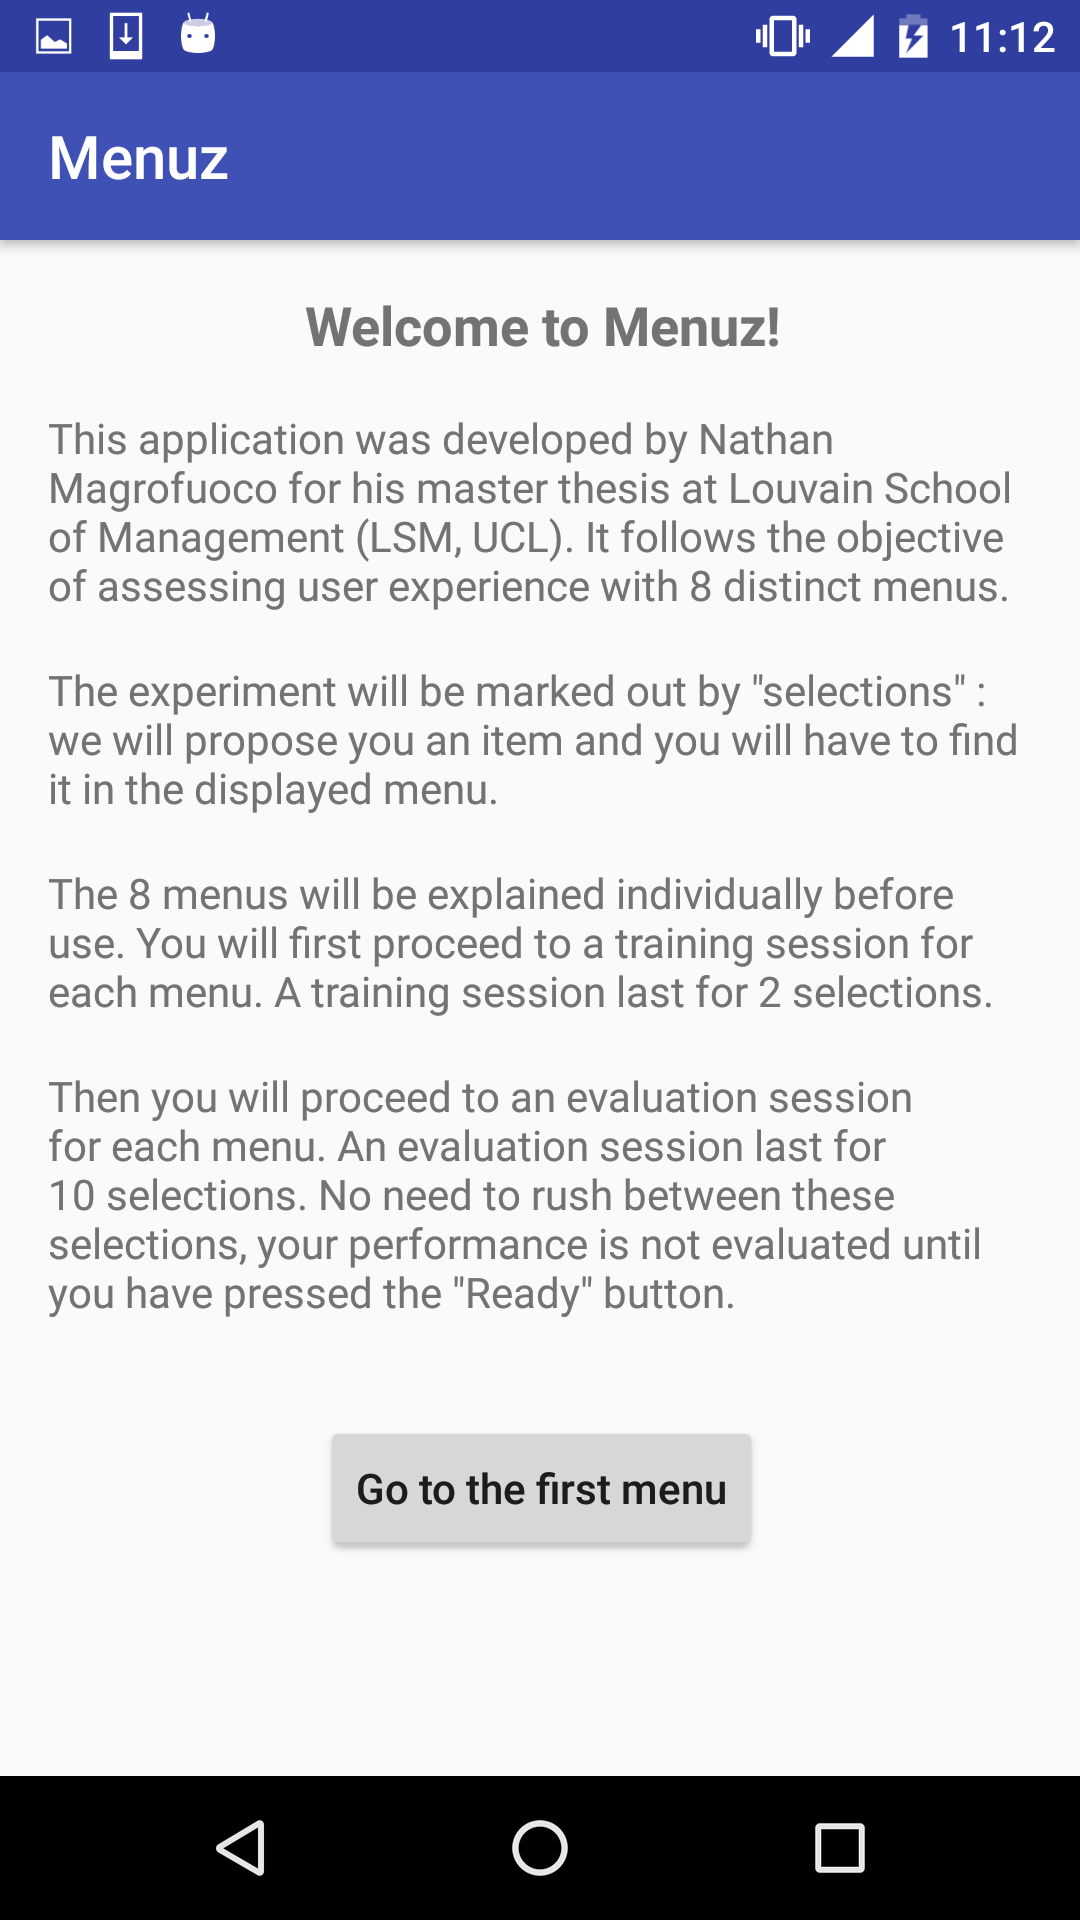 11:12
Menuz
Welcome to Menuz!
This application was developed by Nathan
Magrofuoco for his master thesis at Louvain School
of Management (LSM, UCL). It follows the objective
of assessing user experience with 8 distinct menus.
The experiment will be marked out by "selections" :
we will propose you an item and you will have to find
it in the displayed menu.
The 8 menus will be explained individually before
use. You will first proceed to a training session for
each menu. A training session last for 2 selections.
Then you will proceed to an evaluation session
for each menu. An evaluation session last for
10 selections. No need to rush between these
selections, your performance is not evaluated until
you have pressed the "Ready" button.
Go to the first menu